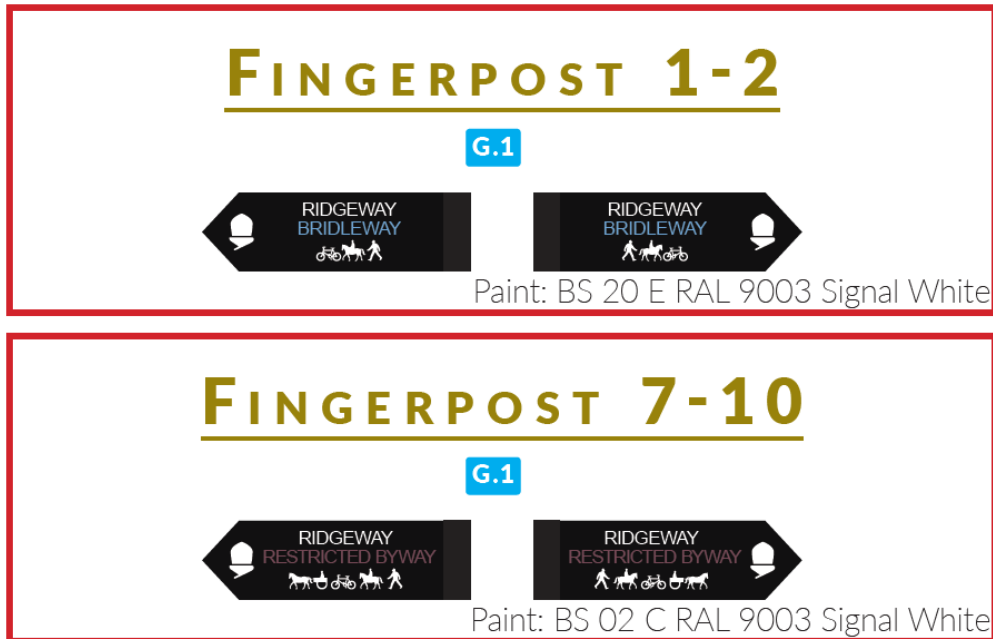 FINGERPOST 1-2
G.1
RIDGEWAY
BRIDLEWAY
RIDGEWAY
BRIDLEWAY
Paint: BS 20 E RAL 9003 Signal White
FINGERPOST 7-10
G.1
RIDGEWAY
RESTRICTED BYWAY
RIDGEWAY
RESTRICTED BYWAY
Paint: BS 02 C RAL 9003 Signal White